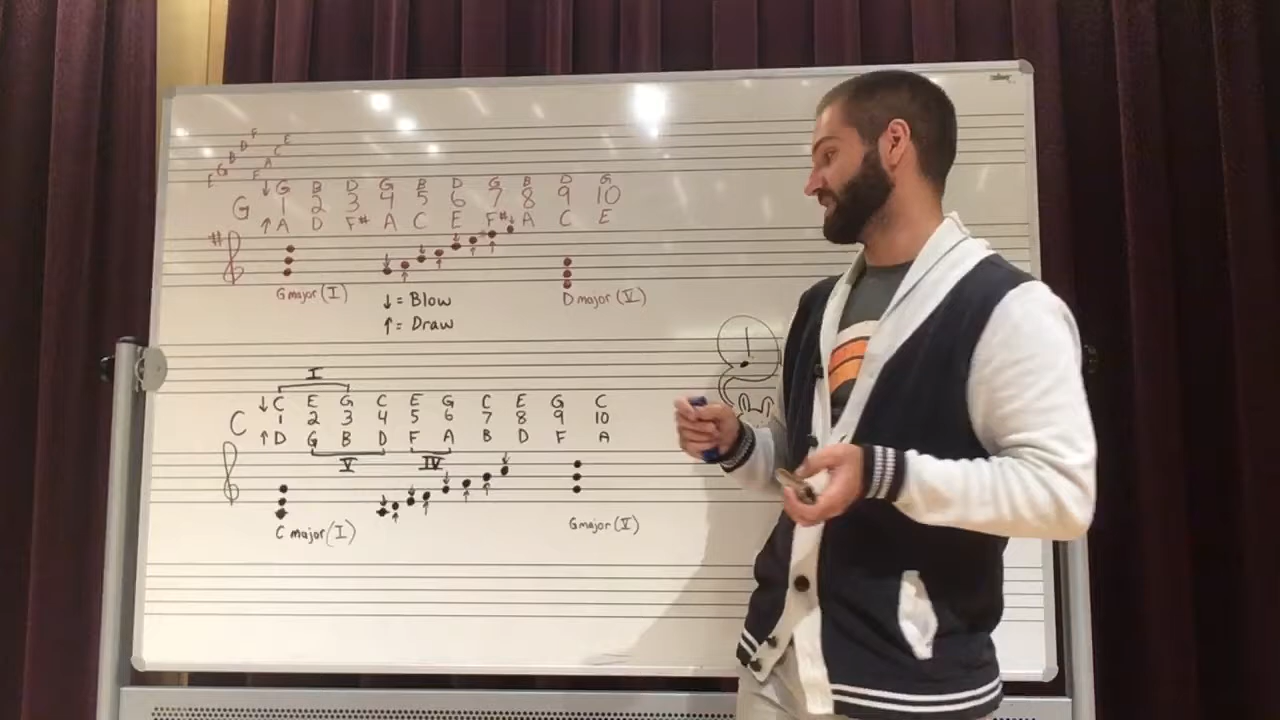 E G B D F
F A C E
↓ G B D G B D G B D G
G 1 2 3 4 5 6 7 8 9 10
↑ A D F# A C E F# A C E
#
G major (I) ↓ = Blow D major (V)
↑ = Draw
I
↓ C E G C E G C E G C
C 1 2 3 4 5 6 7 8 9 10
↑ D G B D F A B D F A
V IV
C major (I) G major (V)